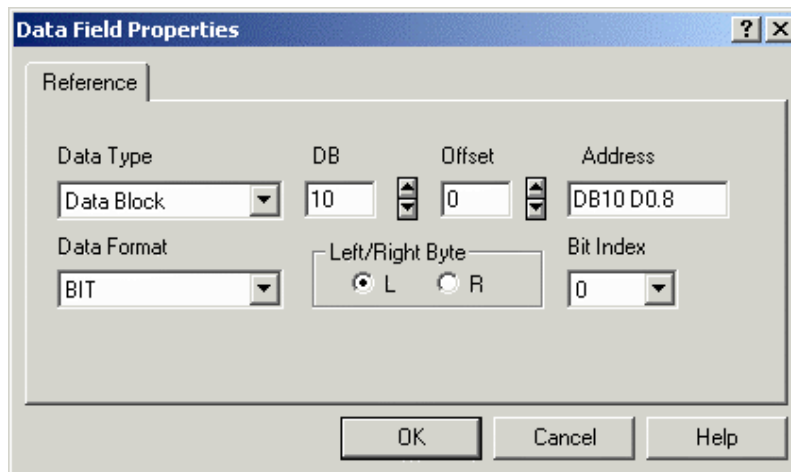 Data Field Properties
Reference
Data Type DB Offset Address
Data Block 10 0 DB10 D0.8
Data Format Left/Right Byte Bit Index
BIT L R 0
OK Cancel Help